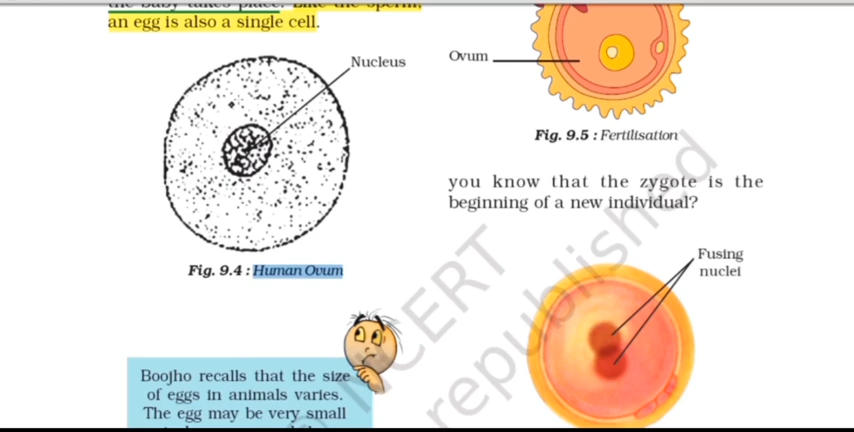 an egg is also a single cell.
Nucleus
Fig. 9.4 : Human Ovum
Boojho recalls that the size
of eggs in animals varies.
The egg may be very small
Ovum
Fig. 9.5 : Fertilisation
you know that the zygote is the
beginning of a new individual?
Fusing
nuclei
NCERT
republished